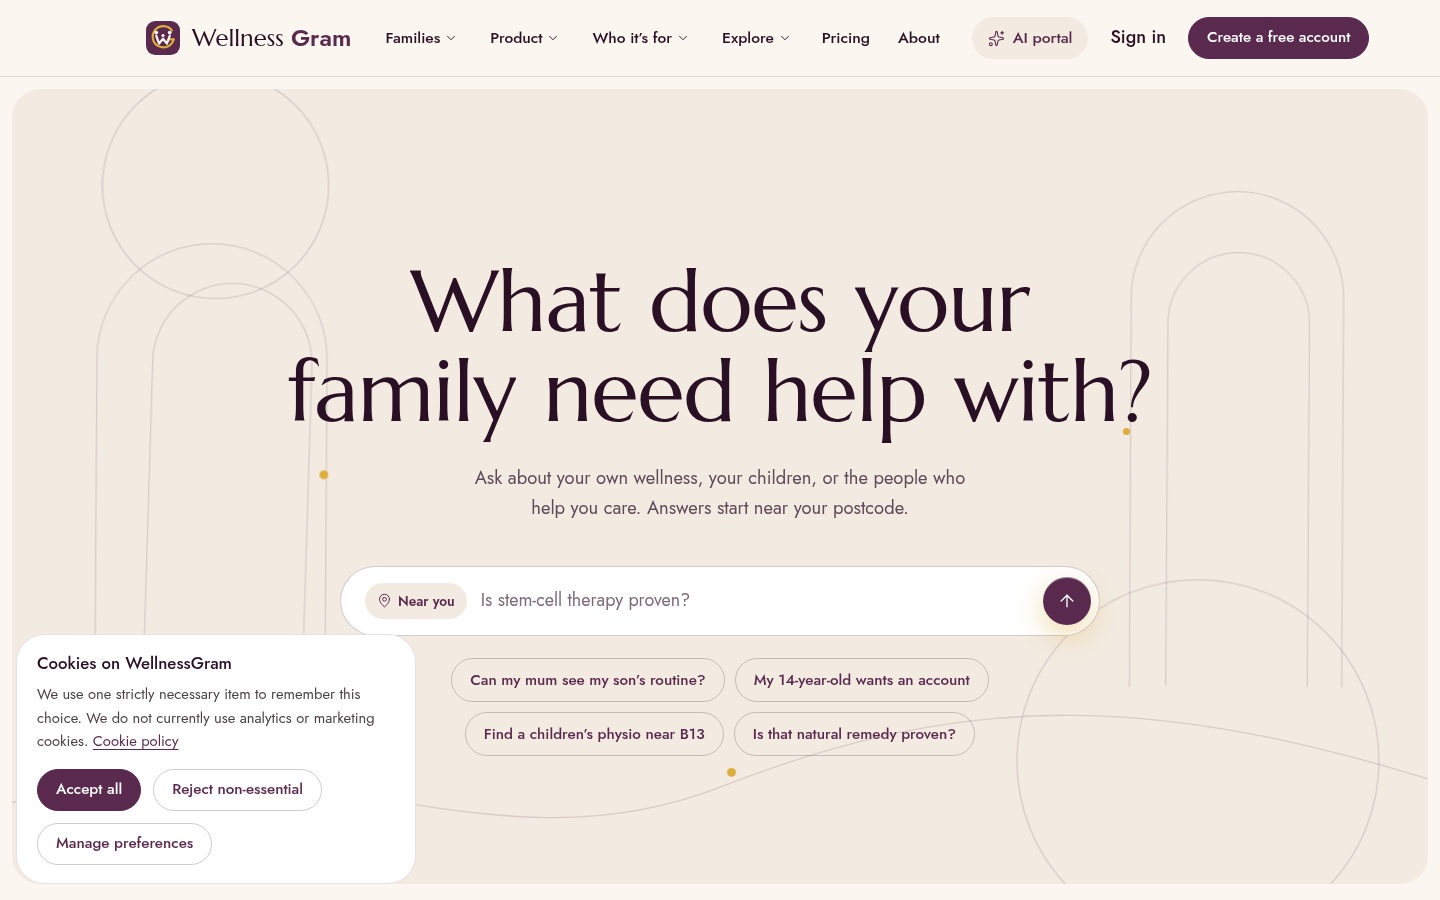 Wellness Gram
Families
Product
Who it's for
Explore
Pricing
About
AI portal
Sign in
Create a free account
What does your
family need help with?
Ask about your own wellness, your children, or the people who
help you care. Answers start near your postcode.
Near you
Is stem-cell therapy proven?
Can my mum see my son's routine?
My 14-year-old wants an account
Find a children's physio near B13
Is that natural remedy proven?
Cookies on WellnessGram
We use one strictly necessary item to remember this
choice. We do not currently use analytics or marketing
cookies. Cookie policy
Accept all
Reject non-essential
Manage preferences